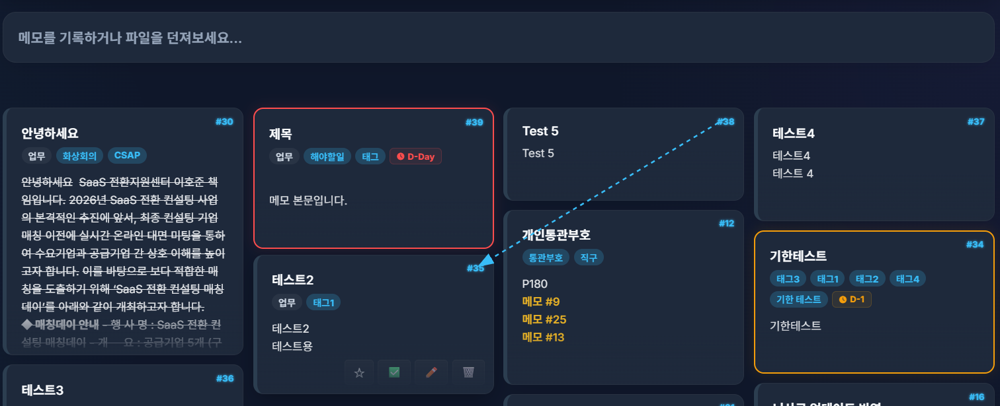 메모를 기록하거나 파일을 던져보세요...
#30
안녕하세요
업무 화상회의 CSAP
안녕하세요 SaaS 전환지원센터 이호준 책
임입니다. 2026년 SaaS 전환 컨설팅 사업
의 본격적인 추진에 앞서, 최종 컨설팅 기업
매칭 이전에 실시간 온라인 대면 미팅을 통하
여 수요기업과 공급기업 간 상호 이해를 높이
고자 합니다. 이를 바탕으로 보다 적합한 매
칭을 도출하기 위해 ‘SaaS 전환 컨설팅 매칭
데이’를 아래와 같이 개최하고자 합니다.
◆ 매칭데이 안내 - 행 사 명 : SaaS 전환 컨
설팅 매칭데이 - 개 요 : 공급기업 5개 (구
#36
테스트3
#39
제목
업무 해야할일 태그 D-Day
메모 본문입니다.
#35
테스트2
업무 태그1
테스트2
테스트용
#38
Test 5
Test 5
#12
개인통관부호
통관부호 직구
P180
메모 #9
메모 #25
메모 #13
#37
테스트4
테스트4
테스트 4
#34
기한테스트
태그3 태그1 태그2 태그4
기한 테스트 D-1
기한테스트
#16